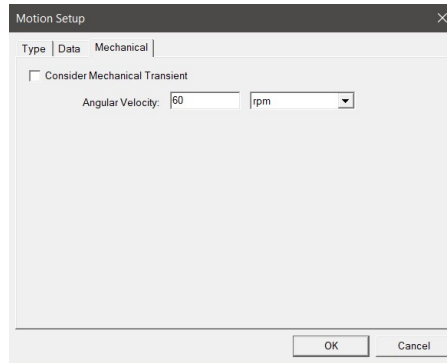 Motion Setup
Type Data Mechanical
Consider Mechanical Transient
Angular Velocity: 60 rpm
OK Cancel